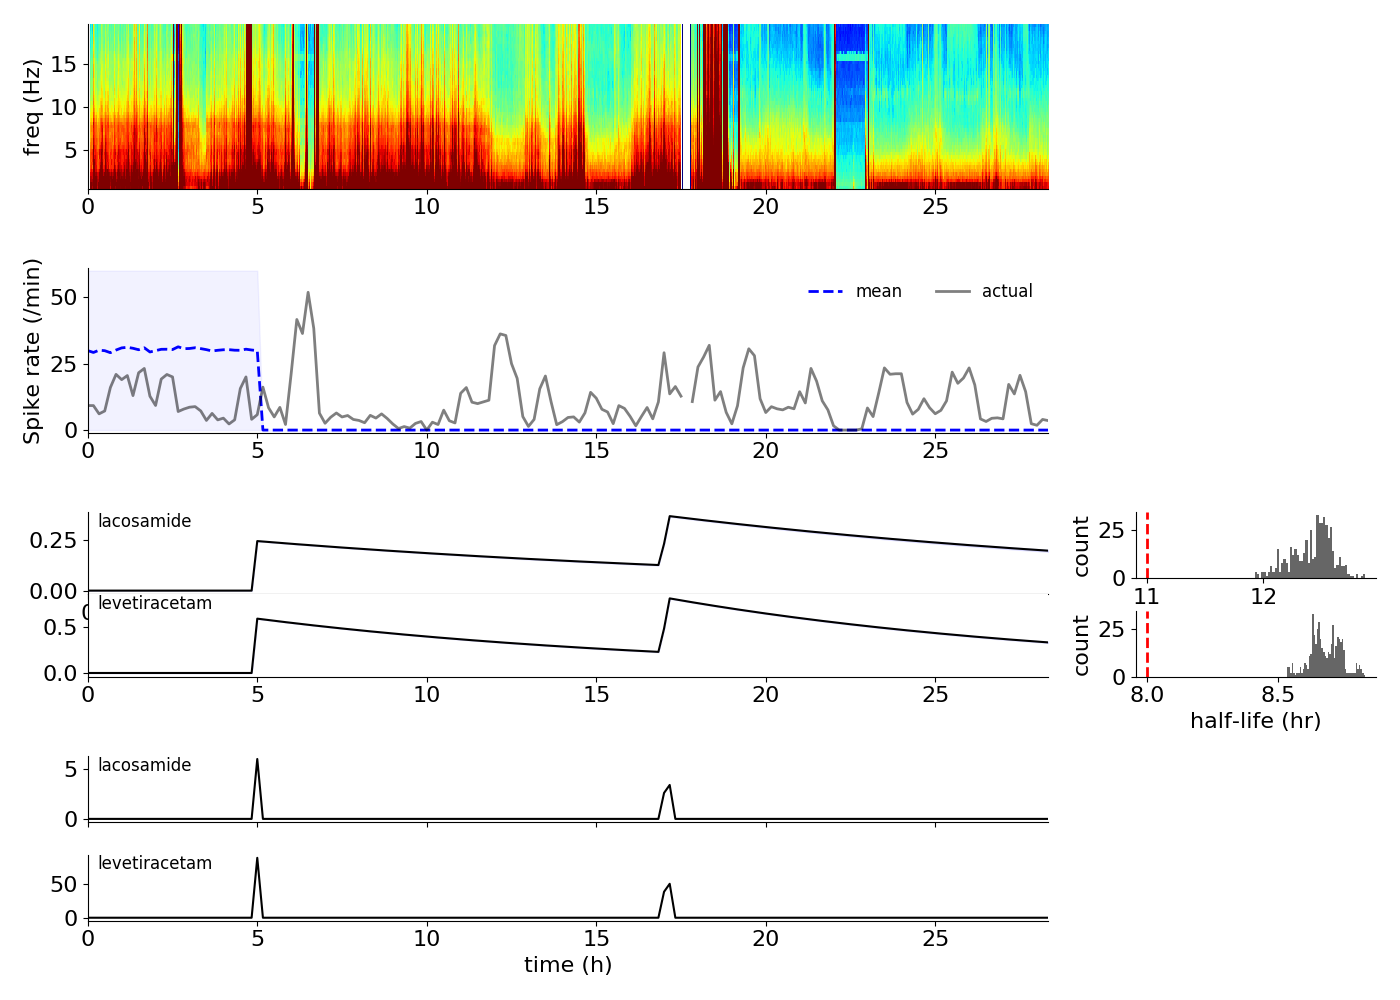 freq (Hz)
15
10
5
0 5 10 15 20 25
Spike rate (/min)
50
25
0
mean actual
0 5 10 15 20 25
lacosamide
0.25
0.00
count
25
0
11 12
levetiracetam
0.5
0.0
0 5 10 15 20 25
count
25
0
8.0 8.5
half-life (hr)
lacosamide
5
0
levetiracetam
50
0
0 5 10 15 20 25
time (h)